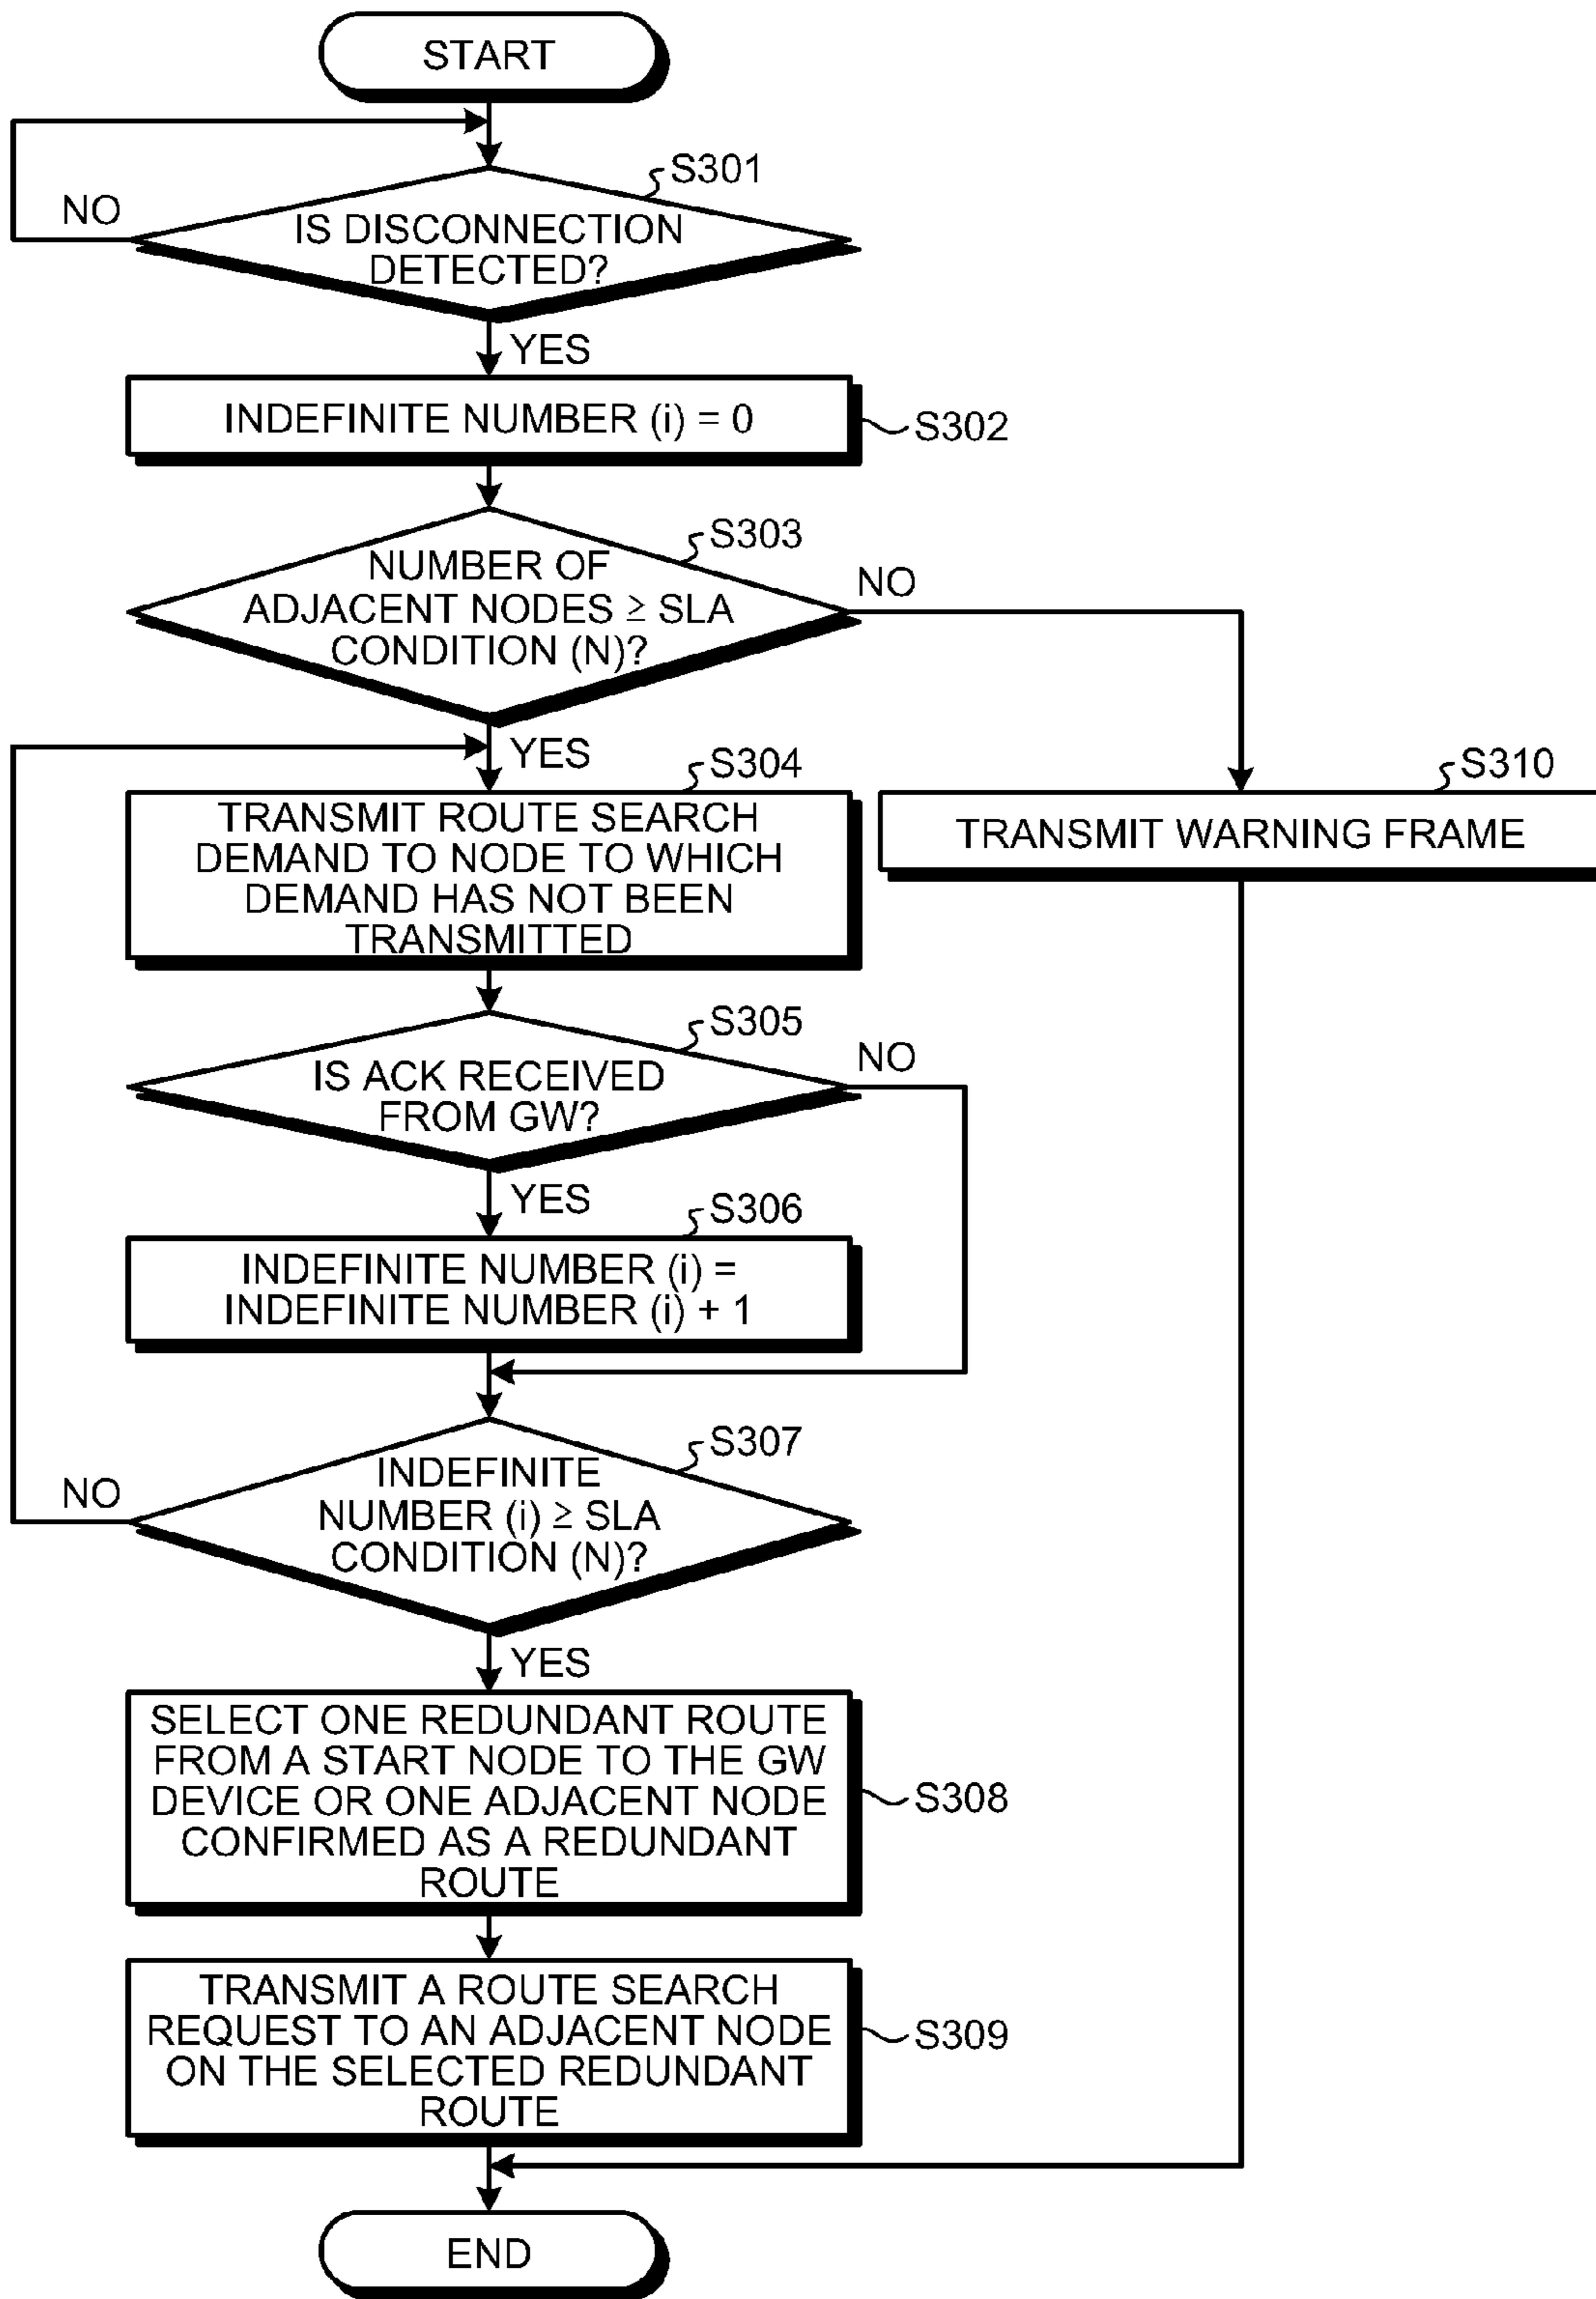 START
S301
NO
IS DISCONNECTION
DETECTED?
YES
INDEFINITE NUMBER (i) = 0
S302
S303
NUMBER OF
ADJACENT NODES ≥ SLA
CONDITION (N)?
NO
YES
S304
TRANSMIT ROUTE SEARCH
DEMAND TO NODE TO WHICH
DEMAND HAS NOT BEEN
TRANSMITTED
S310
TRANSMIT WARNING FRAME
S305
IS ACK RECEIVED
FROM GW?
NO
YES
S306
INDEFINITE NUMBER (i) =
INDEFINITE NUMBER (i) + 1
S307
INDEFINITE
NUMBER (i) ≥ SLA
CONDITION (N)?
NO
YES
SELECT ONE REDUNDANT ROUTE
FROM A START NODE TO THE GW
DEVICE OR ONE ADJACENT NODE
CONFIRMED AS A REDUNDANT
ROUTE
S308
TRANSMIT A ROUTE SEARCH
REQUEST TO AN ADJACENT NODE
ON THE SELECTED REDUNDANT
ROUTE
S309
END